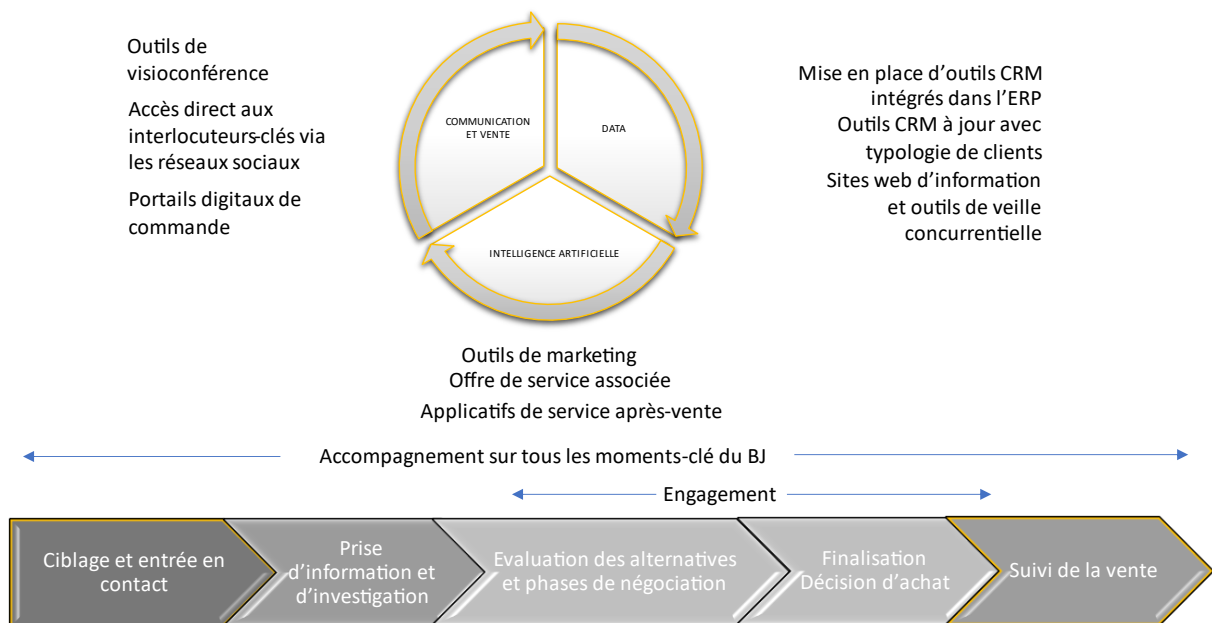 Outils de
visioconférence
Accès direct aux
interlocuteurs-clés via
les réseaux sociaux
Portails digitaux de
commande
COMMUNICATION
ET VENTE
DATA
INTELLIGENCE ARTIFICIELLE
Mise en place d’outils CRM
intégrés dans l’ERP
Outils CRM à jour avec
typologie de clients
Sites web d’information
et outils de veille
concurrentielle
Outils de marketing
Offre de service associée
Applicatifs de service après-vente
Accompagnement sur tous les moments-clé du BJ
Engagement
Ciblage et entrée en
contact
Prise
d’information et
d’investigation
Evaluation des alternatives
et phases de négociation
Finalisation
Décision d’achat
Suivi de la vente